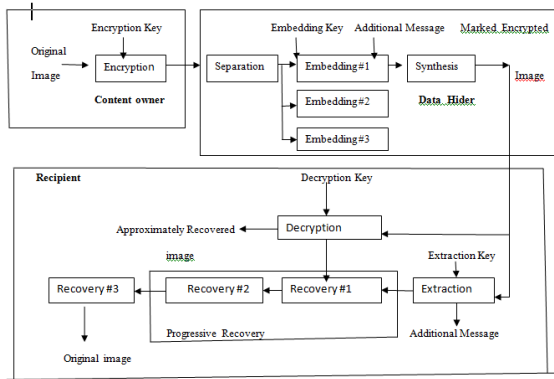 Encryption Key
Original
Image
Encryption
Content owner
Embedding Key
Additional Message
Marked Encrypted
Separation
Embedding#1
Synthesis
Image
Embedding#2
Data Hider
Embedding#3
Recipient
Decryption Key
Approximately Recovered
Decryption
image
Extraction Key
Recovery #3
Recovery #2
Recovery #1
Extraction
Progressive Recovery
Additional Message
Original image